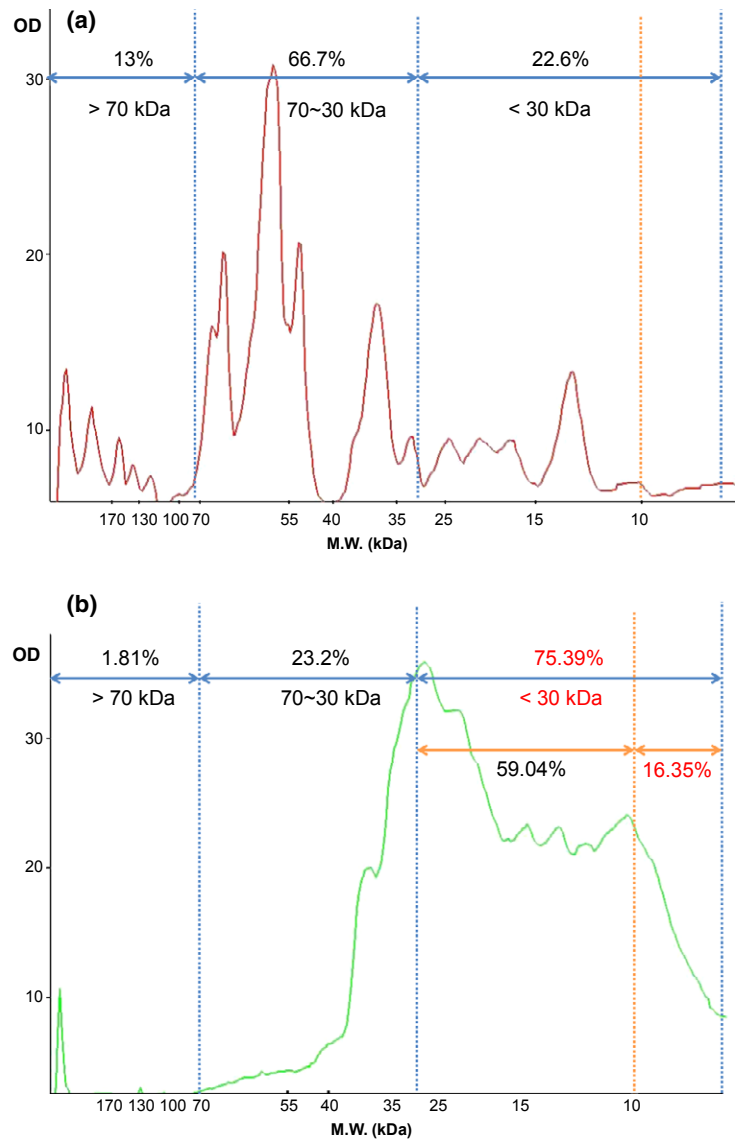 (a)
OD
13% 66.7% 22.6%
30
> 70 kDa 70~30 kDa < 30 kDa
20
10
170 130 100 70 55 40 35 25 15 10
M.W. (kDa)
(b)
OD
1.81% 23.2% 75.39%
> 70 kDa 70~30 kDa < 30 kDa
30
59.04% 16.35%
20
10
170 130 100 70 55 40 35 25 15 10
M.W. (kDa)